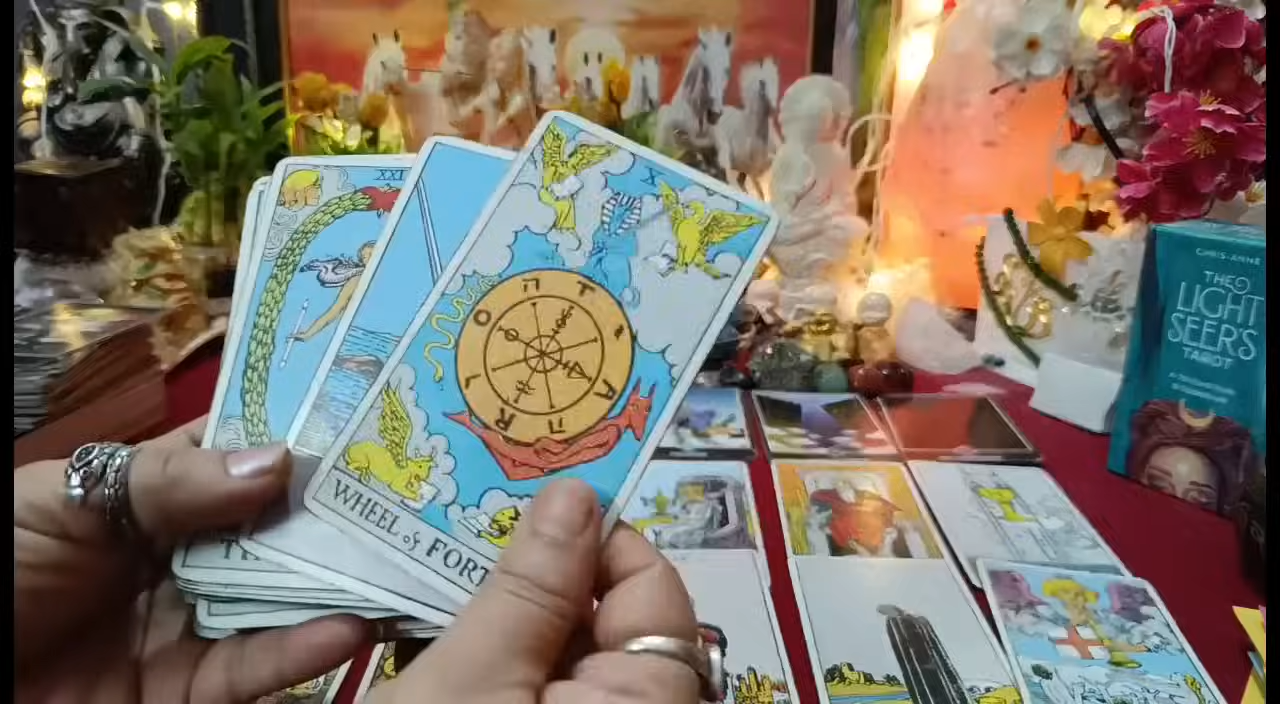 XXI
X
T
A
R
O
WHEEL of FORT
CHRIS-ANNE
THE
LIGHT
SEER'S
TAROT